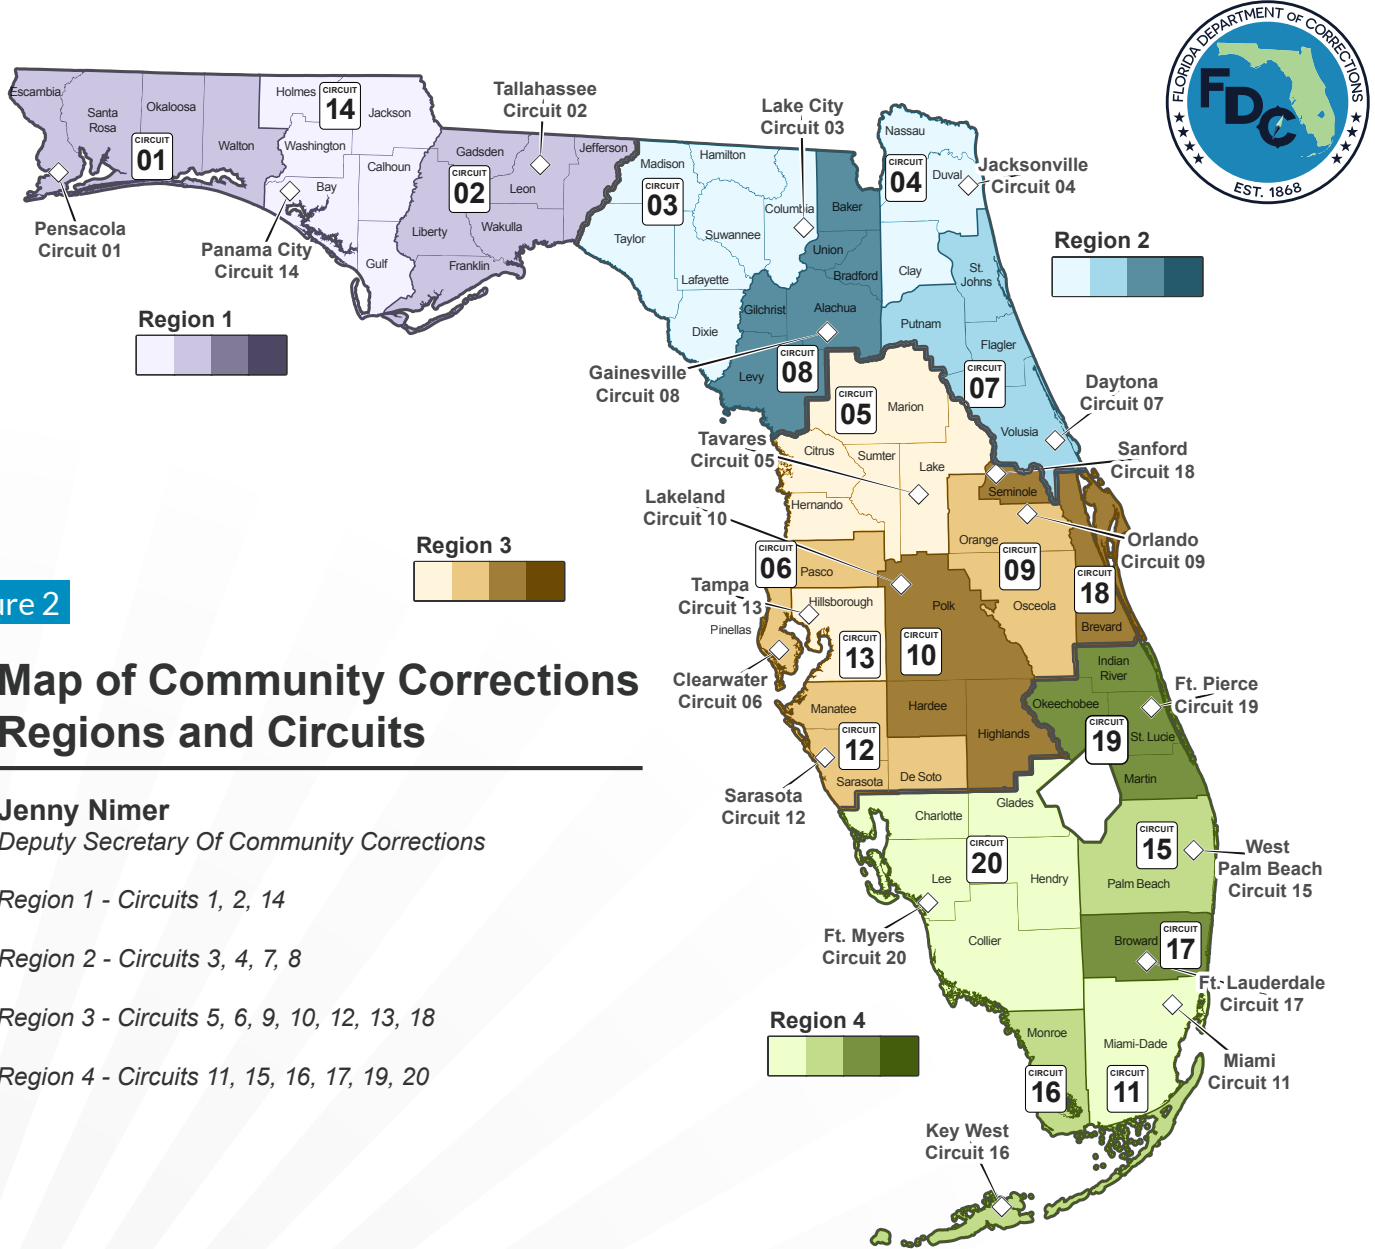 FLORIDA DEPARTMENT OF CORRECTIONS
FDC
EST. 1868
Escambia
Santa
Rosa
Okaloosa
Walton
CIRCUIT
01
Pensacola
Circuit 01
Holmes
CIRCUIT
14
Jackson
Washington
Calhoun
Bay
Gulf
Panama City
Circuit 14
Tallahassee
Circuit 02
Gadsden
Jefferson
CIRCUIT
02
Leon
Liberty
Wakulla
Franklin
Region 1
Lake City
Circuit 03
Madison
Hamilton
CIRCUIT
03
Columbia
Taylor
Suwannee
Lafayette
Dixie
Nassau
CIRCUIT
04
Duval
Clay
Jacksonville
Circuit 04
Region 2
Baker
Union
Bradford
Gilchrist
Alachua
Levy
CIRCUIT
08
Gainesville
Circuit 08
St.
Johns
Putnam
Flagler
CIRCUIT
07
Volusia
Daytona
Circuit 07
CIRCUIT
05
Marion
Citrus
Sumter
Lake
Hernando
Tavares
Circuit 05
Sanford
Circuit 18
Seminole
Lakeland
Circuit 10
Orange
CIRCUIT
09
Osceola
Orlando
Circuit 09
CIRCUIT
18
Brevard
Region 3
CIRCUIT
06
Pasco
Tampa
Circuit 13
Pinellas
Hillsborough
CIRCUIT
13
Polk
CIRCUIT
10
Hardee
Highlands
Clearwater
Circuit 06
Manatee
CIRCUIT
12
Sarasota
De Soto
Sarasota
Circuit 12
Indian
River
Okeechobee
CIRCUIT
19
St. Lucie
Martin
Ft. Pierce
Circuit 19
Charlotte
Glades
CIRCUIT
20
Lee
Hendry
Collier
Ft. Myers
Circuit 20
CIRCUIT
15
Palm Beach
West
Palm Beach
Circuit 15
Broward
CIRCUIT
17
Ft. Lauderdale
Circuit 17
Region 4
Monroe
CIRCUIT
16
Miami-Dade
CIRCUIT
11
Miami
Circuit 11
Key West
Circuit 16
ure 2
Map of Community Corrections
Regions and Circuits
Jenny Nimer
Deputy Secretary Of Community Corrections
Region 1 - Circuits 1, 2, 14
Region 2 - Circuits 3, 4, 7, 8
Region 3 - Circuits 5, 6, 9, 10, 12, 13, 18
Region 4 - Circuits 11, 15, 16, 17, 19, 20